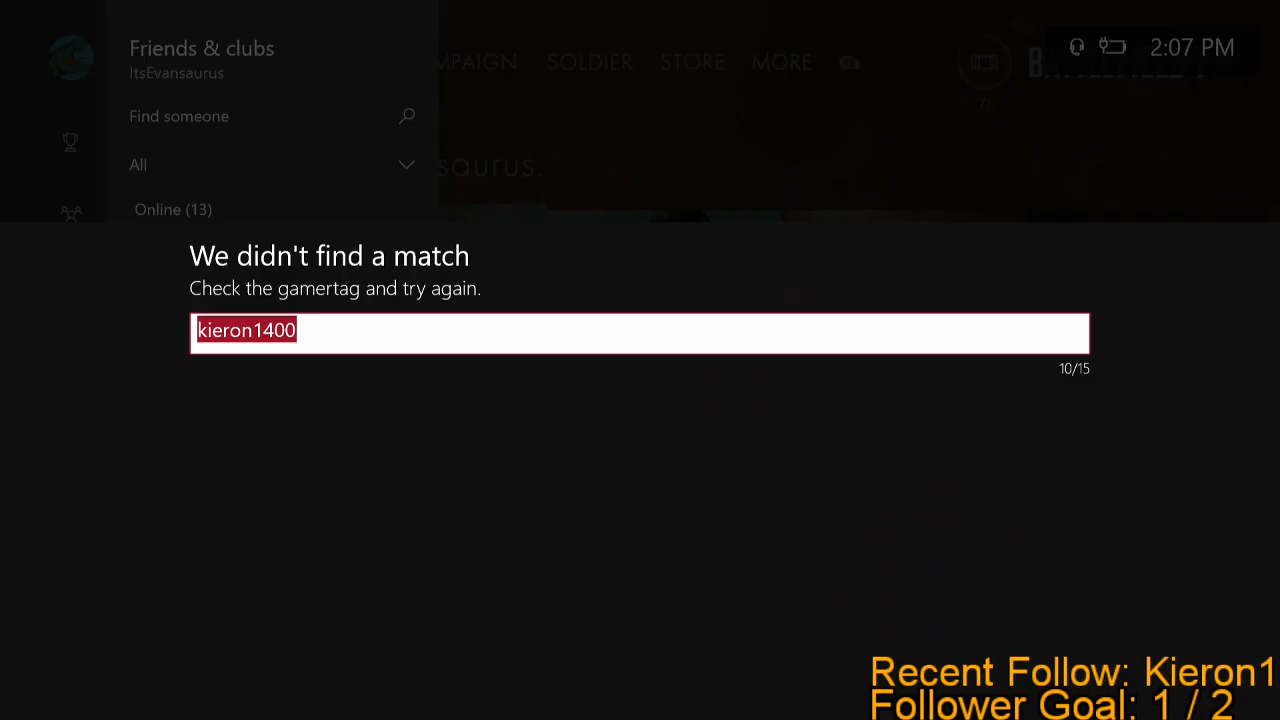 Friends & clubs
ItsEvansaurus
Find someone
All
Online (13)
MPAIGN SOLDIER STORE MORE
2:07 PM
saurus.
We didn't find a match
Check the gamertag and try again.
kieron1400
10/15
Recent Follow: Kieron1
Follower Goal: 1 / 2